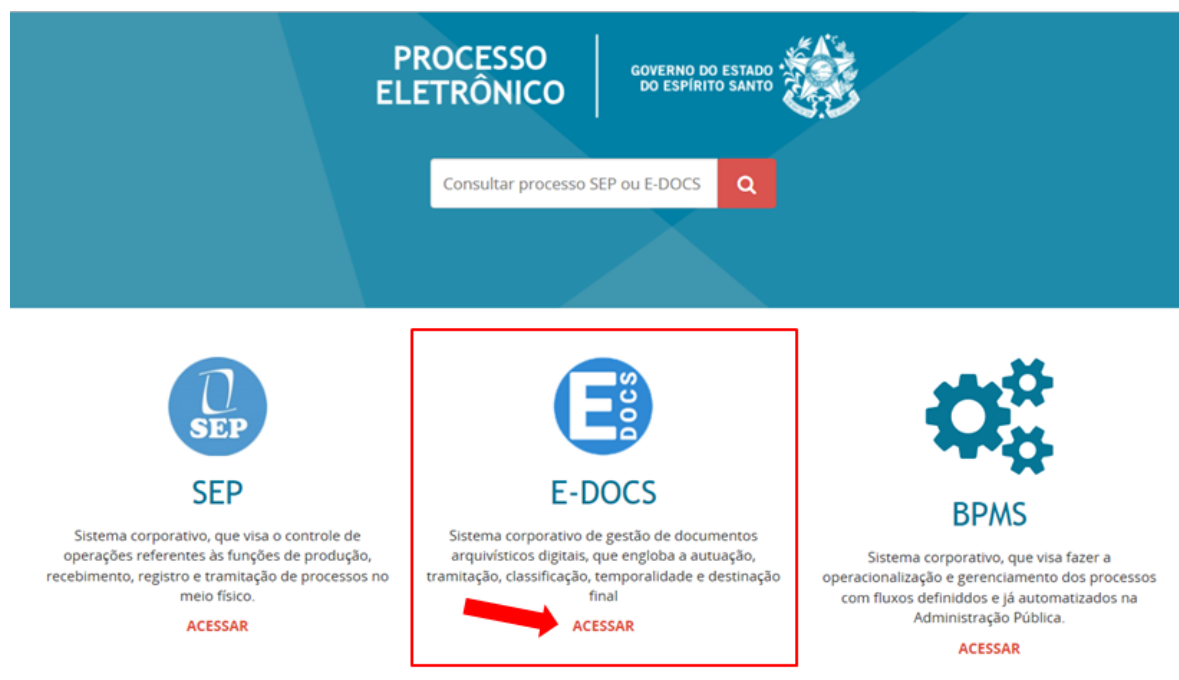 PROCESSO
ELETRÔNICO
GOVERNO DO ESTADO
DO ESPÍRITO SANTO
Consultar processo SEP ou E-DOCS
SEP
SEP
Sistema corporativo, que visa o controle de
operações referentes às funções de produção,
recebimento, registro e tramitação de processos no
meio físico.
ACESSAR
E DOCS
E-DOCS
Sistema corporativo de gestão de documentos
arquivísticos digitais, que engloba a autuação,
tramitação, classificação, temporalidade e destinação
final
ACESSAR
BPMS
Sistema corporativo, que visa fazer a
operacionalização e gerenciamento dos processos
com fluxos definiddos e já automatizados na
Administração Pública.
ACESSAR